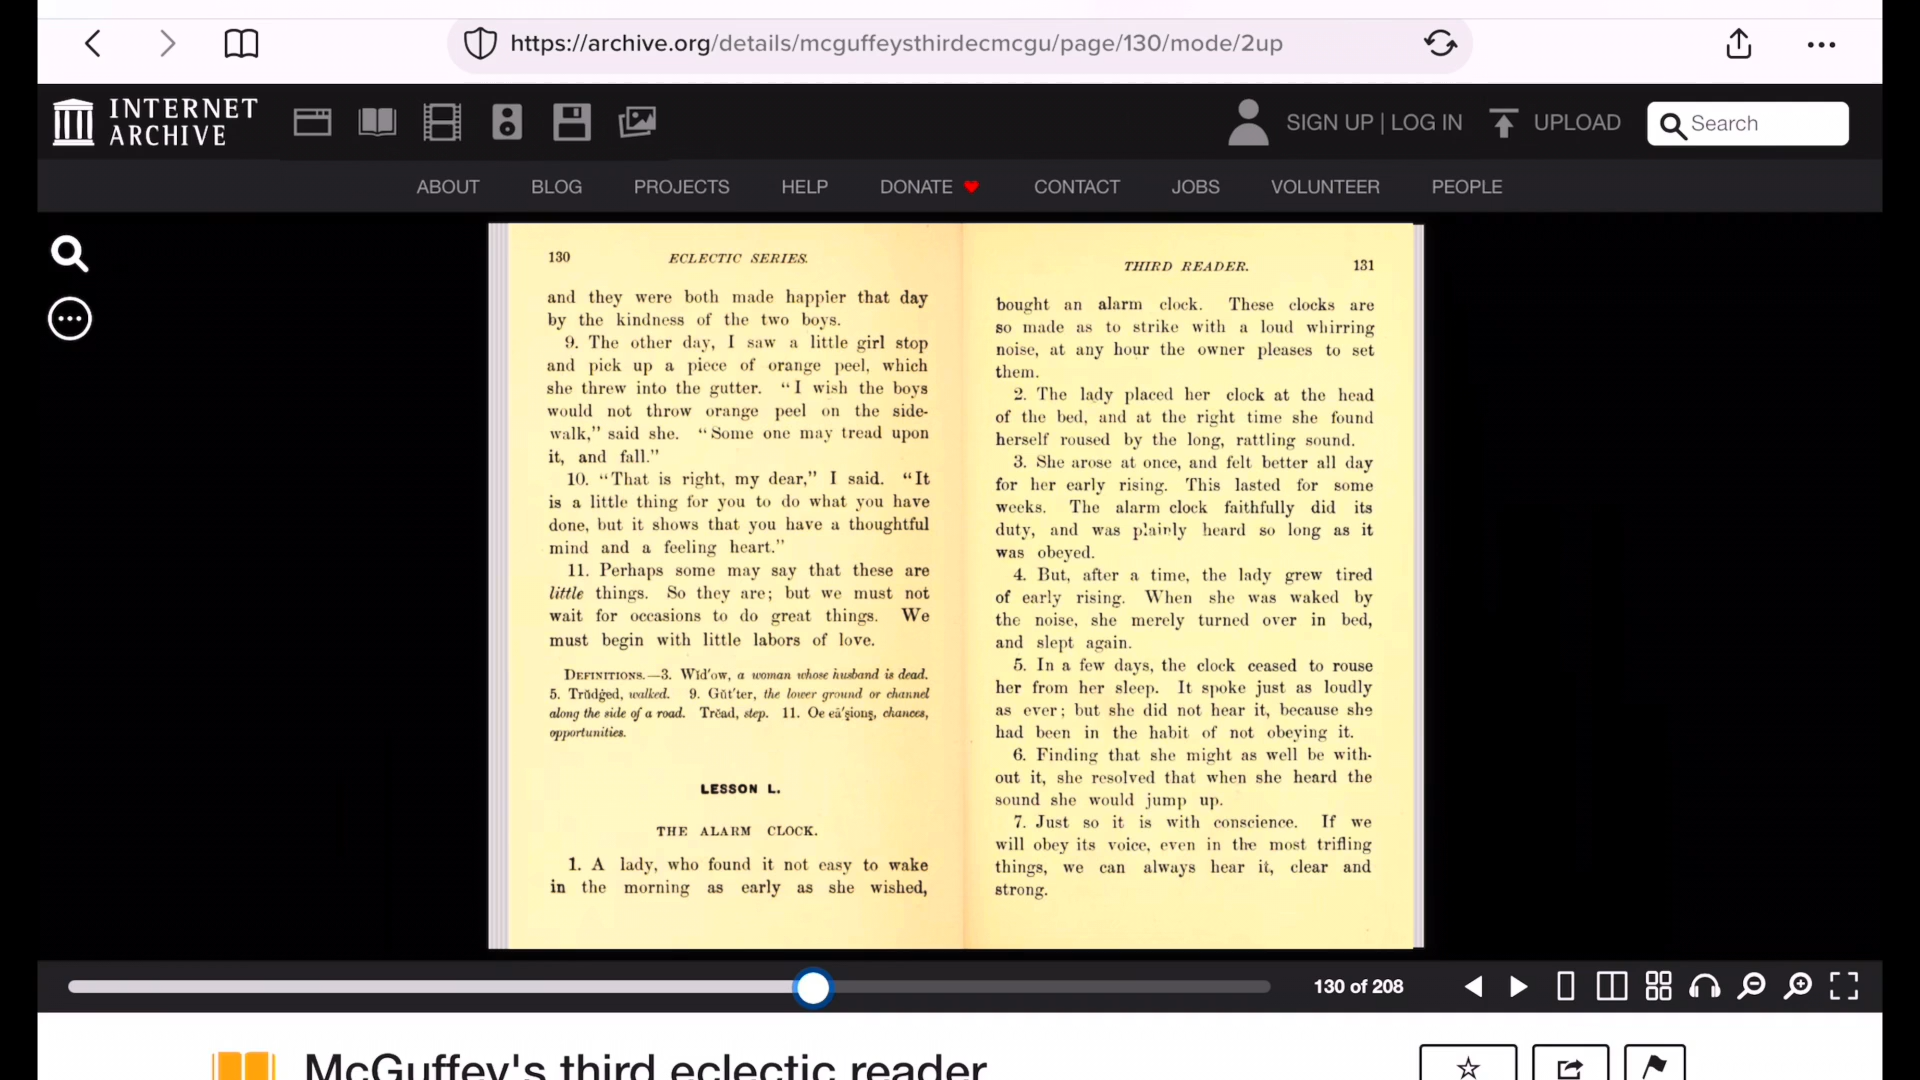 https://archive.org/details/mcguffeysthirdecmcgu/page/130/mode/2up
INTERNET
ARCHIVE
SIGN UP | LOG IN
UPLOAD
Search
ABOUT
BLOG
PROJECTS
HELP
DONATE
CONTACT
JOBS
VOLUNTEER
PEOPLE
130
ECLECTIC SERIES.
and they were both made happier that day
by the kindness of the two boys.
9. The other day, I saw a little girl stop
and pick up a piece of orange peel, which
she threw into the gutter. “I wish the boys
would not throw orange peel on the side-
walk,” said she. “Some one may tread upon
it, and fall.”
10. “That is right, my dear,” I said. “It
is a little thing for you to do what you have
done, but it shows that you have a thoughtful
mind and a feeling heart.”
11. Perhaps some may say that these are
little things. So they are; but we must not
wait for occasions to do great things. We
must begin with little labors of love.
DEFINITIONS.—3. Wĭd'ōw, a woman whose husband is dead.
5. Trŭdġed, walked. 9. Gŭt'ter, the lower ground or channel
along the side of a road. Trĕad, step. 11. Oc cā'ṣionṣ, chances,
opportunities.
LESSON L.
THE ALARM CLOCK.
1. A lady, who found it not easy to wake
in the morning as early as she wished,
THIRD READER.
131
bought an alarm clock. These clocks are
so made as to strike with a loud whirring
noise, at any hour the owner pleases to set
them.
2. The lady placed her clock at the head
of the bed, and at the right time she found
herself roused by the long, rattling sound.
3. She arose at once, and felt better all day
for her early rising. This lasted for some
weeks. The alarm clock faithfully did its
duty, and was plainly heard so long as it
was obeyed.
4. But, after a time, the lady grew tired
of early rising. When she was waked by
the noise, she merely turned over in bed,
and slept again.
5. In a few days, the clock ceased to rouse
her from her sleep. It spoke just as loudly
as ever; but she did not hear it, because she
had been in the habit of not obeying it.
6. Finding that she might as well be with-
out it, she resolved that when she heard the
sound she would jump up.
7. Just so it is with conscience. If we
will obey its voice, even in the most trifling
things, we can always hear it, clear and
strong.
130 of 208
McGuffey's third eclectic reader